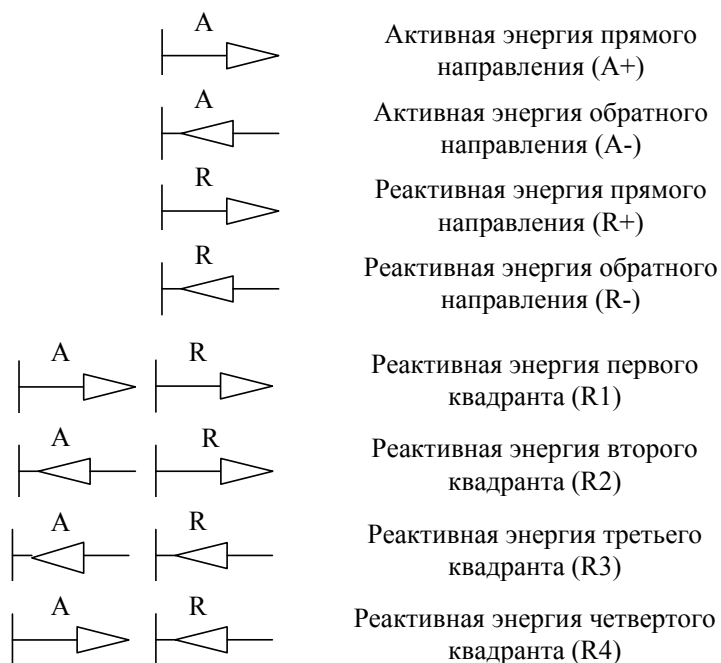 A
Активная энергия прямого
направления (A+)
A
Активная энергия обратного
направления (A-)
R
Реактивная энергия прямого
направления (R+)
R
Реактивная энергия обратного
направления (R-)
A R
Реактивная энергия первого
квадранта (R1)
A R
Реактивная энергия второго
квадранта (R2)
A R
Реактивная энергия третьего
квадранта (R3)
A R
Реактивная энергия четвертого
квадранта (R4)